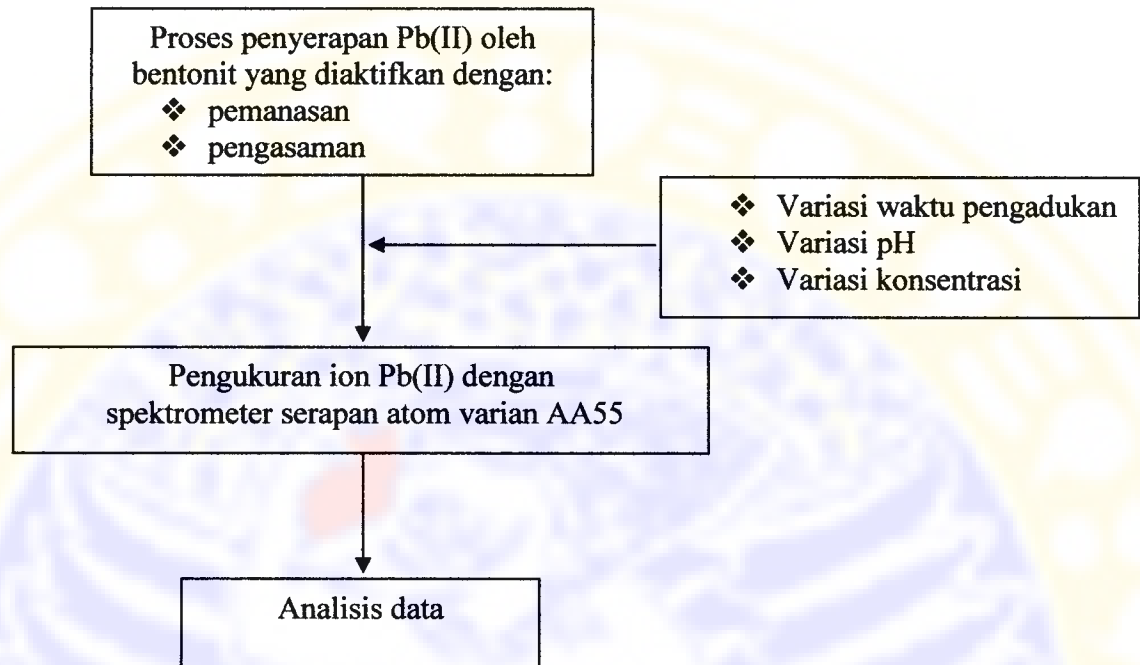 Proses penyerapan Pb(II) oleh
bentonit yang diaktifkan dengan:
❖ pemanasan
❖ pengasaman
❖ Variasi waktu pengadukan
❖ Variasi pH
❖ Variasi konsentrasi
Pengukuran ion Pb(II) dengan
spektrometer serapan atom varian AA55
Analisis data